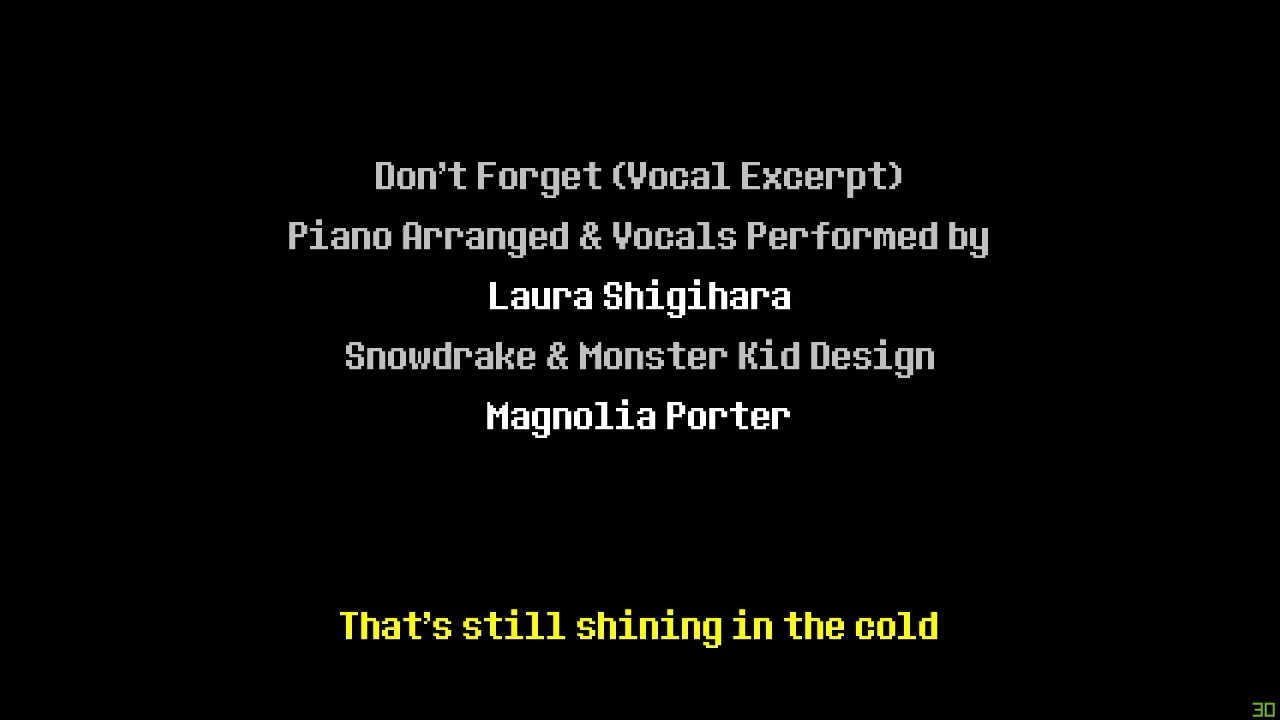 Don't Forget (Vocal Excerpt)
Piano Arranged & Vocals Performed by
Laura Shigihara
Snowdrake & Monster Kid Design
Magnolia Porter
That's still shining in the cold
30